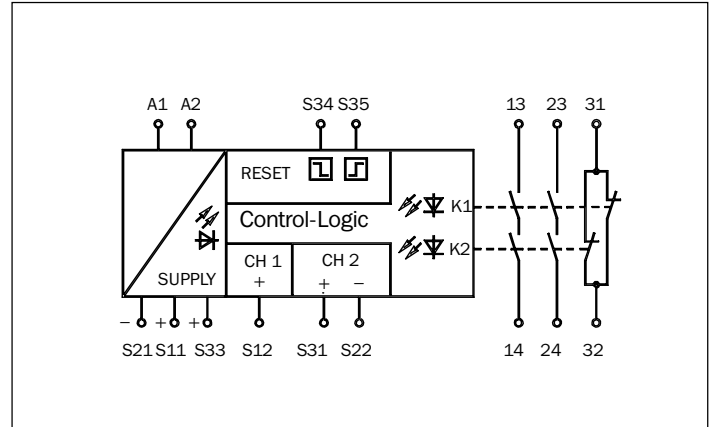 A1 A2 S34 S35 13 23 31
RESET
K1
Control-Logic
K2
CH 1 CH 2
SUPPLY + + −
− + +
S21 S11 S33 S12 S31 S22 14 24 32